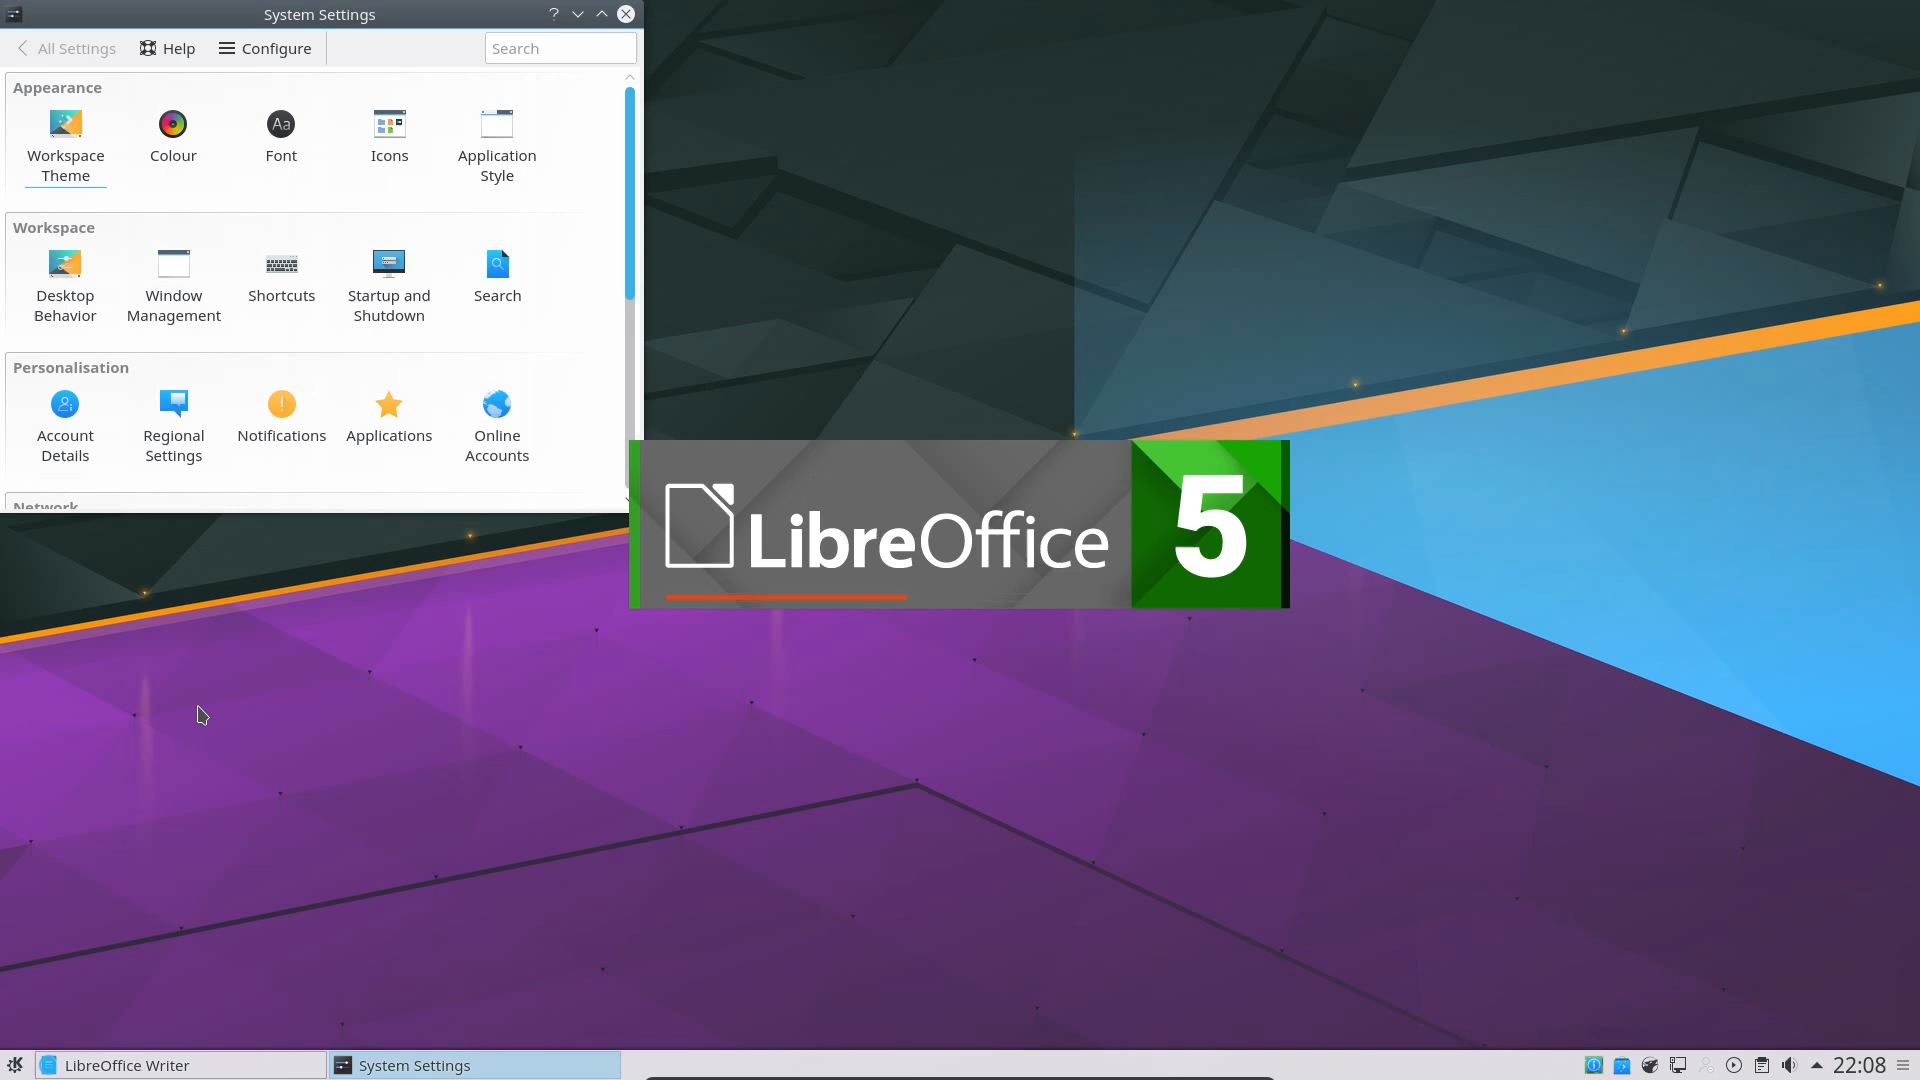 System Settings
All Settings
Help
Configure
Search
Appearance
Workspace
Theme
Colour
Aa
Font
Icons
Application
Style
Workspace
Desktop
Behavior
Window
Management
Shortcuts
Startup and
Shutdown
Search
Personalisation
Account
Details
Regional
Settings
Notifications
Applications
Online
Accounts
Network
LibreOffice 5
LibreOffice Writer
System Settings
22:08